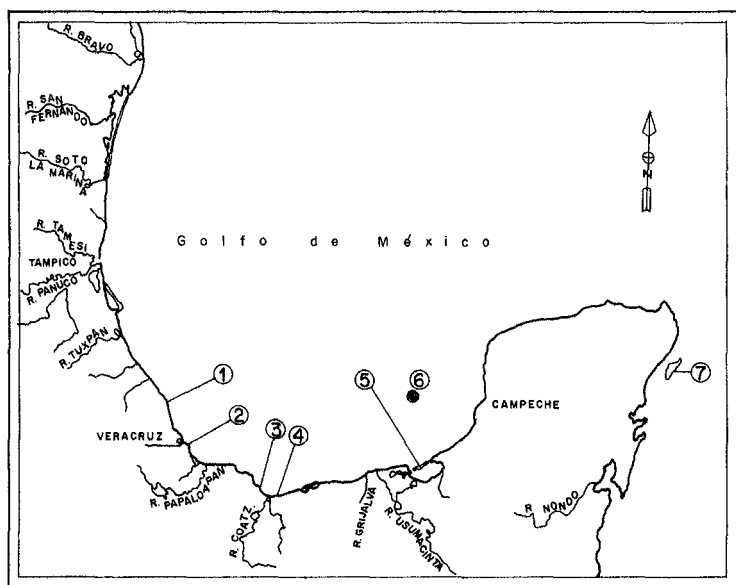 R. BRAVO
R. SAN
FERNANDO
R. SOTO
LA MARINA
R. TAMESI
TAMPICO
R. PANUCO
R. TUXPAN
Golfo de México
N
1
2
3
4
5
6
7
VERACRUZ
CAMPECHE
R. PAPALOAPAN
R. COATZ.
R. GRIJALVA
R. USUMACINTA
R. NONDO